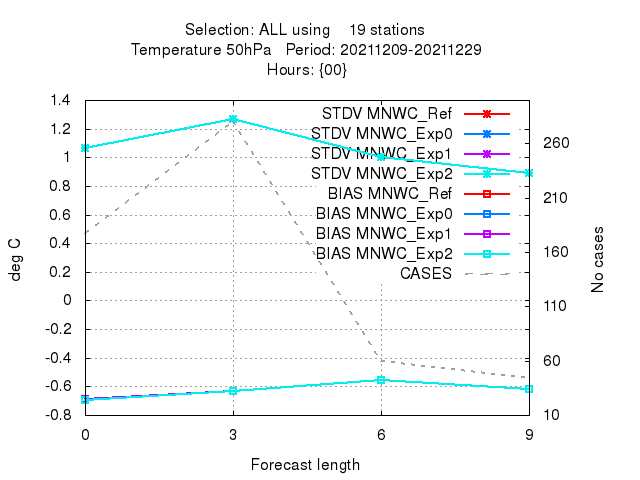 Selection: ALL using 19 stations
Temperature 50hPa Period: 20211209-20211229
Hours: {00}
STDV MNWC_Ref
STDV MNWC_Exp0
STDV MNWC_Exp1
STDV MNWC_Exp2
BIAS MNWC_Ref
BIAS MNWC_Exp0
BIAS MNWC_Exp1
BIAS MNWC_Exp2
CASES
1.4
1.2
1
0.8
0.6
0.4
0.2
0
-0.2
-0.4
-0.6
-0.8
deg C
260
210
160
110
60
10
No cases
0 3 6 9
Forecast length